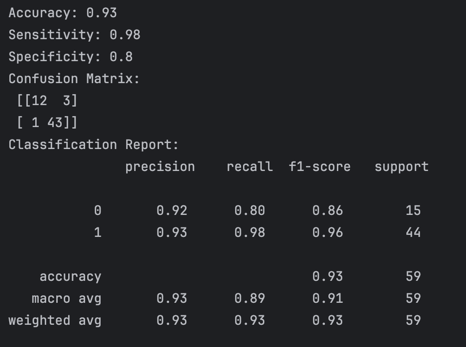 Accuracy: 0.93
Sensitivity: 0.98
Specificity: 0.8
Confusion Matrix:
[[12  3]
[ 1 43]]
Classification Report:
precision    recall  f1-score   support
0       0.92      0.80      0.86        15
1       0.93      0.98      0.96        44
accuracy                           0.93        59
macro avg       0.93      0.89      0.91        59
weighted avg       0.93      0.93      0.93        59